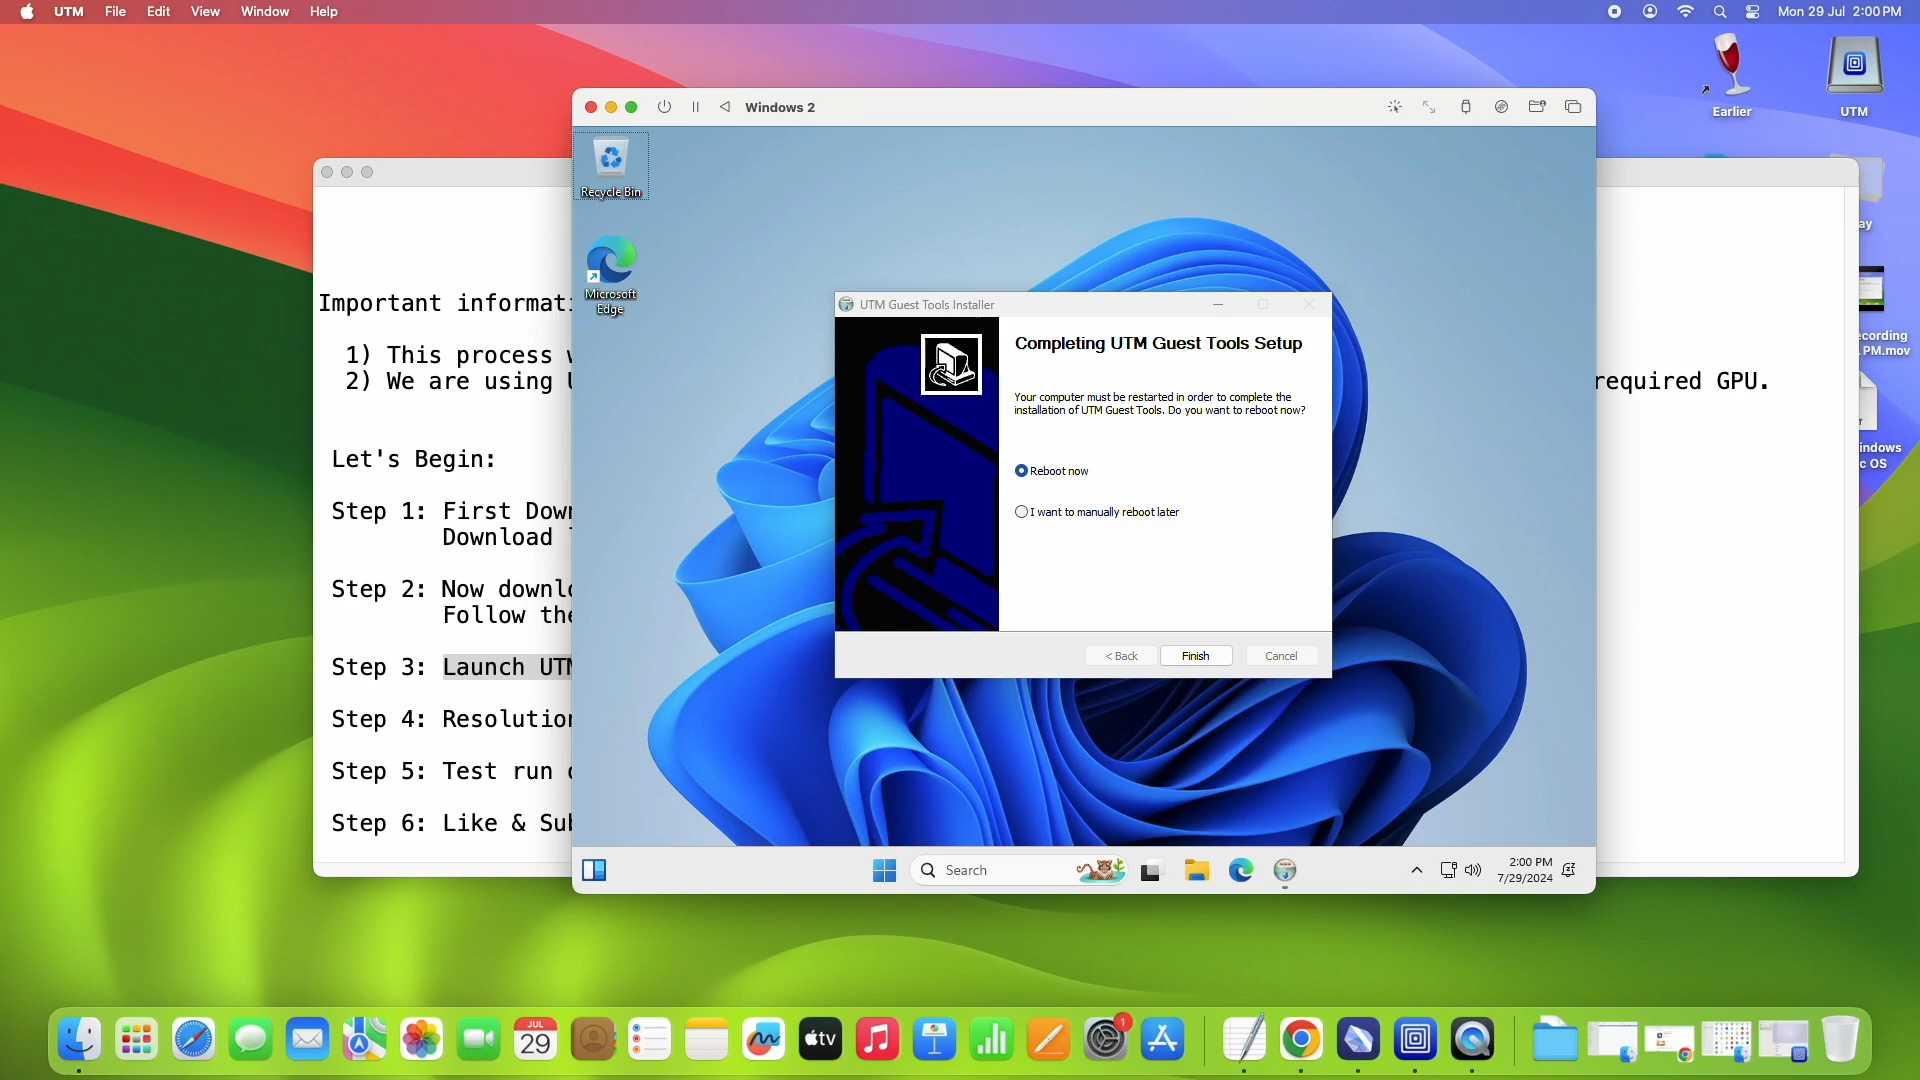 UTM File Edit View Window Help
Mon 29 Jul 2:00 PM
Earlier
UTM
Windows 2
Recycle Bin
Microsoft
Edge
UTM Guest Tools Installer
Completing UTM Guest Tools Setup
Your computer must be restarted in order to complete the
installation of UTM Guest Tools. Do you want to reboot now?
Reboot now
I want to manually reboot later
< Back Finish Cancel
Search
2:00 PM
7/29/2024
Important informati
1) This process
2) We are using
required GPU.
Let's Begin:
Step 1: First Down
Download
Step 2: Now downlo
Follow the
Step 3: Launch UTM
Step 4: Resolution
Step 5: Test run
Step 6: Like & Sub
ay
ecording
PM.mov
indows
c OS
JUL
29
tv
1